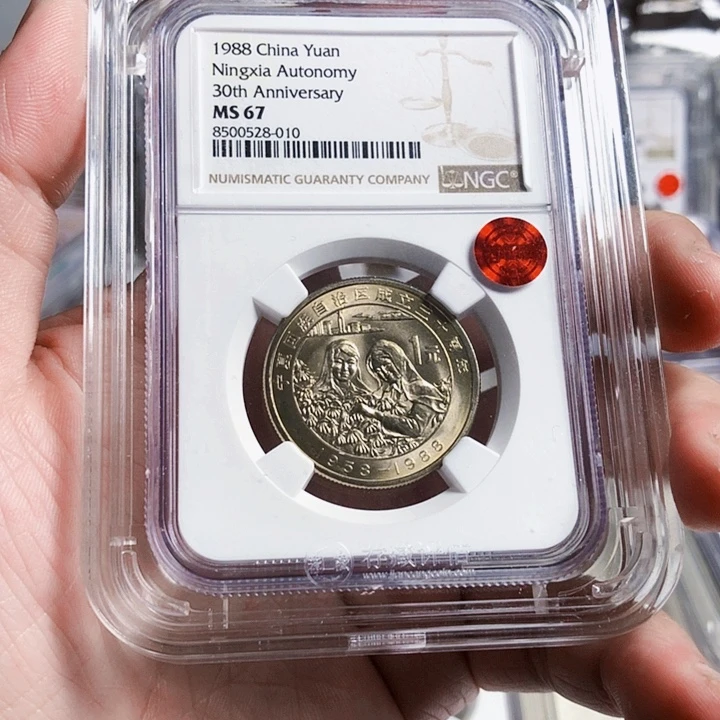 1988 China Yuan
Ningxia Autonomy
30th Anniversary
MS 67
8500528-010
NUMISMATIC GUARANTY COMPANY NGC®
宁夏回族自治区成立三十周年
1元
1958-1988